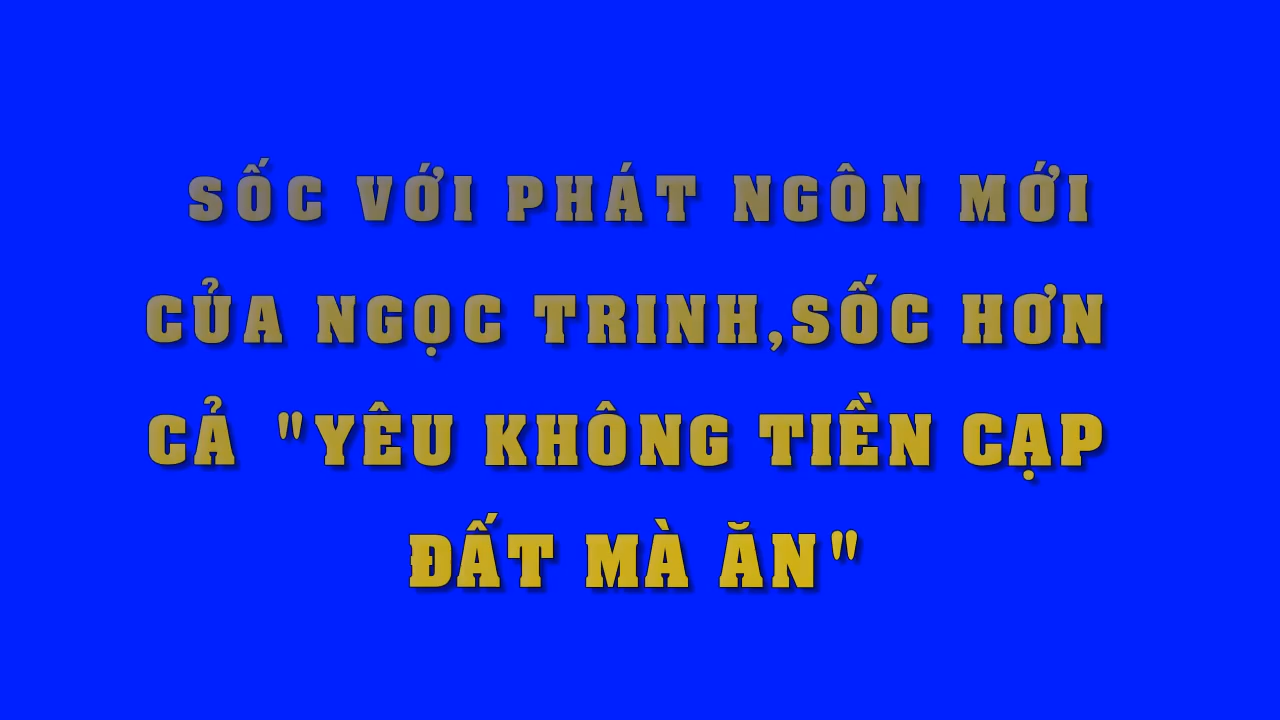 SỐC VỚI PHÁT NGÔN MỚI
CỦA NGỌC TRINH,SỐC HƠN
CẢ "YÊU KHÔNG TIỀN CẠP
ĐẤT MÀ ĂN"